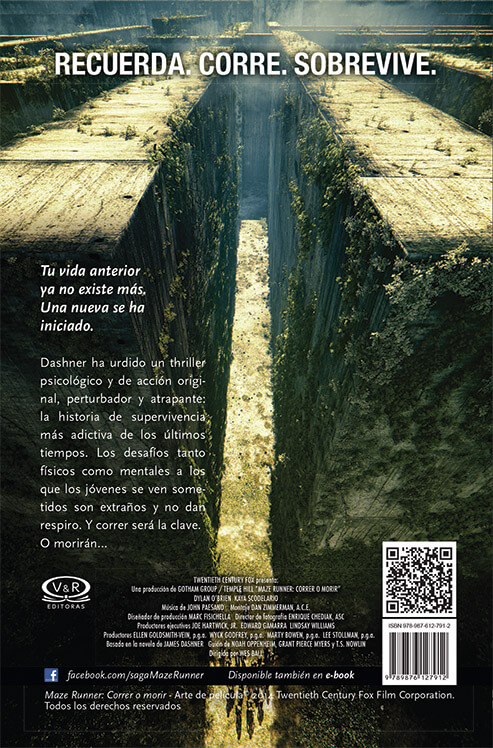 RECUERDA. CORRE. SOBREVIVE.
Tu vida anterior
ya no existe más.
Una nueva se ha
iniciado.
Dashner ha urdido un thriller
psicológico y de acción origi-
nal, perturbador y atrapante:
la historia de supervivencia
más adictiva de los últimos
tiempos. Los desafíos tanto
físicos como mentales a los
que los jóvenes se ven some-
tidos son extraños y no dan
respiro. Y correr será la clave.
O morirán...
V&R
EDITORAS
TWENTIETH CENTURY FOX presenta:
Una producción de GOTHAM GROUP / TEMPLE HILL "MAZE RUNNER: CORRER O MORIR"
DYLAN O'BRIEN KAYA SCODELARIO
Música de JOHN PAESANO Montaje DAN ZIMMERMAN, A.C.E.
Diseñador de producción MARC FISICHELLA Director de fotografía ENRIQUE CHEDIAK, ASC
Productores ejecutivos JOE HARTWICK, JR. EDWARD GAMARRA LINDSAY WILLIAMS
Productores ELLEN GOLDSMITH-VEIN, p.g.a. WYCK GODFREY, p.g.a. MARTY BOWEN, p.g.a. LEE STOLLMAN, p.g.a.
Basada en la novela de JAMES DASHNER Guión de NOAH OPPENHEIM, GRANT PIERCE MYERS y T.S. NOWLIN
Dirigida por WES BALL
ISBN 978-987-612-791-2
9 789876 127912
f facebook.com/sagaMazeRunner Disponible también en e-book
Maze Runner: Correr o morir - Arte de película 2014 Twentieth Century Fox Film Corporation.
Todos los derechos reservados